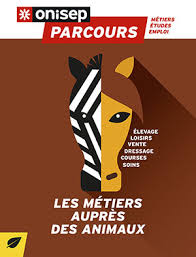 onisep
PARCOURS
MÉTIERS
ÉTUDES
EMPLOI
ÉLEVAGE
LOISIRS
VENTE
DRESSAGE
COURSES
SOINS
LES MÉTIERS
AUPRÈS
DES ANIMAUX